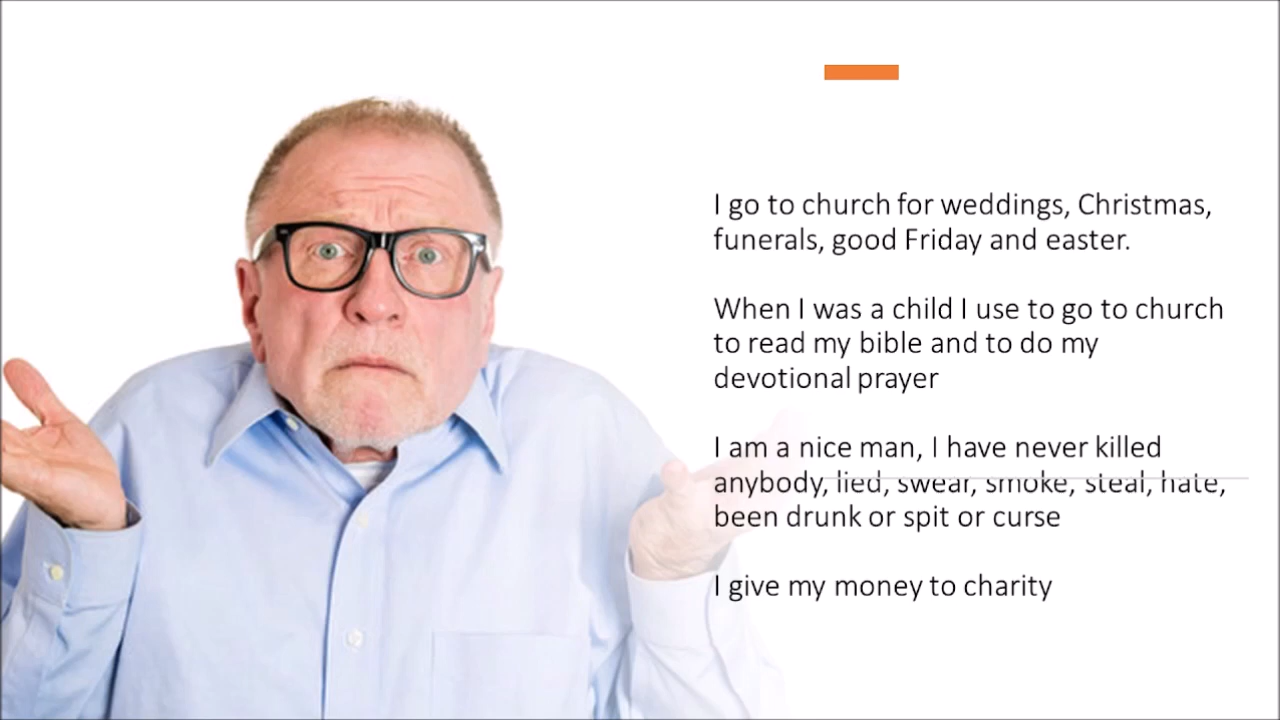 I go to church for weddings, Christmas,
funerals, good Friday and easter.
When I was a child I use to go to church
to read my bible and to do my
devotional prayer
I am a nice man, I have never killed
anybody, lied, swear, smoke, steal, hate,
been drunk or spit or curse
I give my money to charity